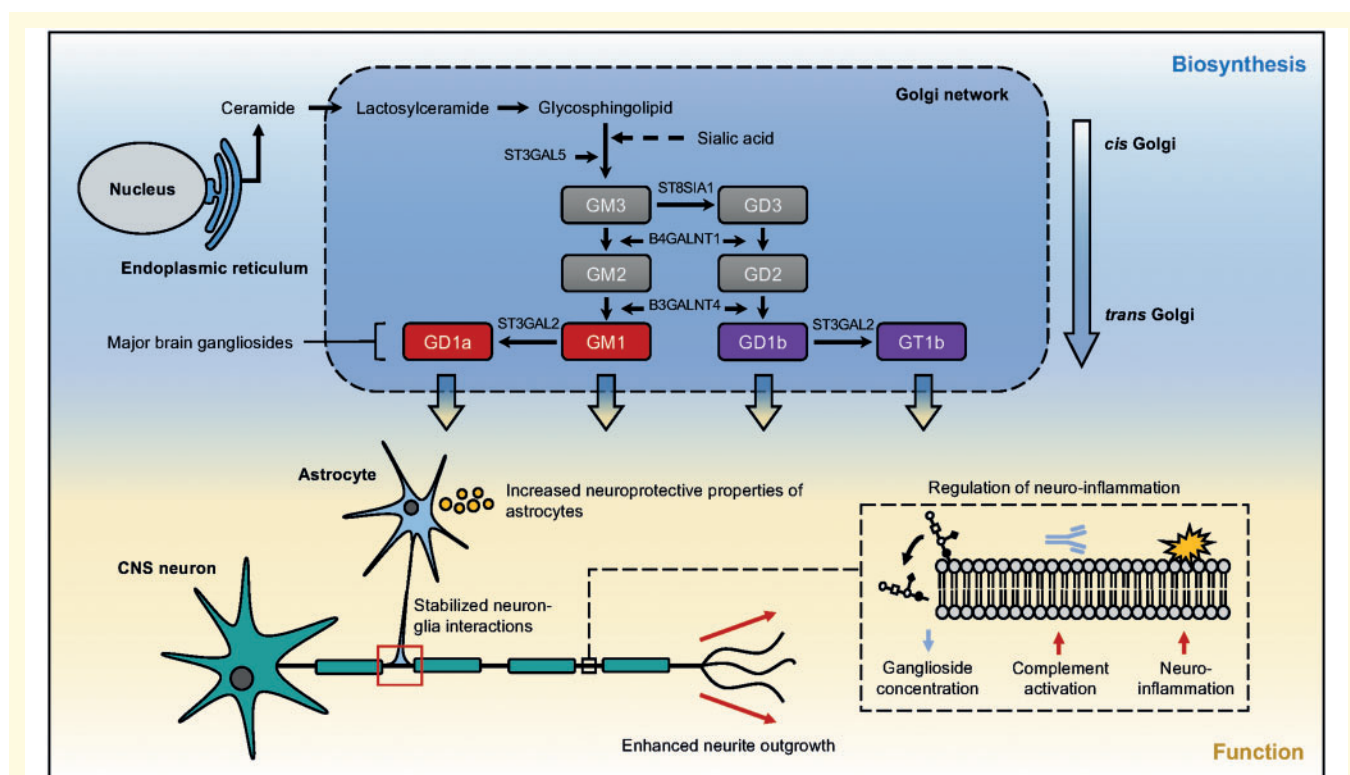 Biosynthesis
Golgi network
Ceramide
Lactosylceramide
Glycosphingolipid
Sialic acid
ST3GAL5
cis Golgi
Nucleus
GM3
ST8SIA1
GD3
B4GALNT1
Endoplasmic reticulum
GM2
GD2
B3GALNT4
trans Golgi
Major brain gangliosides
GD1a
ST3GAL2
GM1
GD1b
ST3GAL2
GT1b
Astrocyte
Increased neuroprotective properties of
astrocytes
Regulation of neuro-inflammation
CNS neuron
Stabilized neuron-
glia interactions
Ganglioside
concentration
Complement
activation
Neuro-
inflammation
Enhanced neurite outgrowth
Function